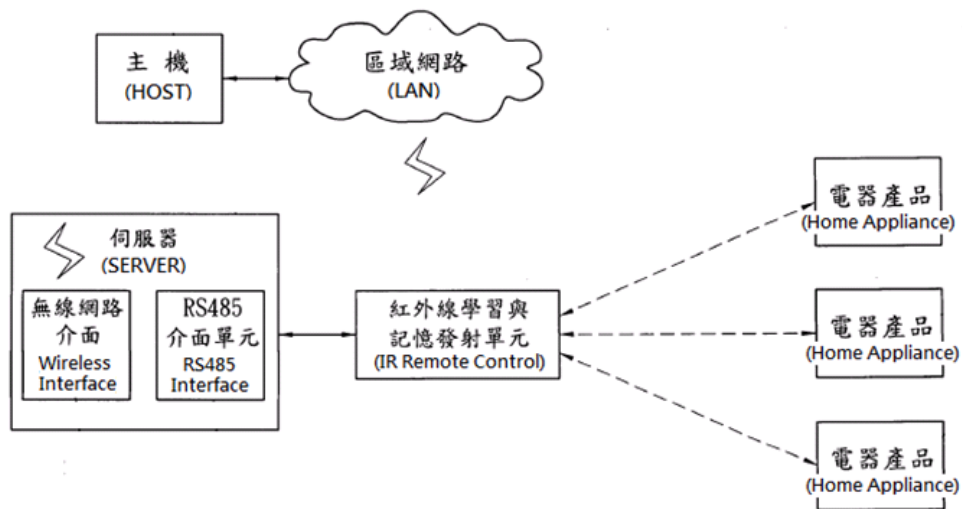 主 機
(HOST)
區域網路
(LAN)
伺服器
(SERVER)
無線網路
介面
Wireless
Interface
RS485
介面單元
RS485
Interface
紅外線學習與
記憶發射單元
(IR Remote Control)
電器產品
(Home Appliance)
電器產品
(Home Appliance)
電器產品
(Home Appliance)